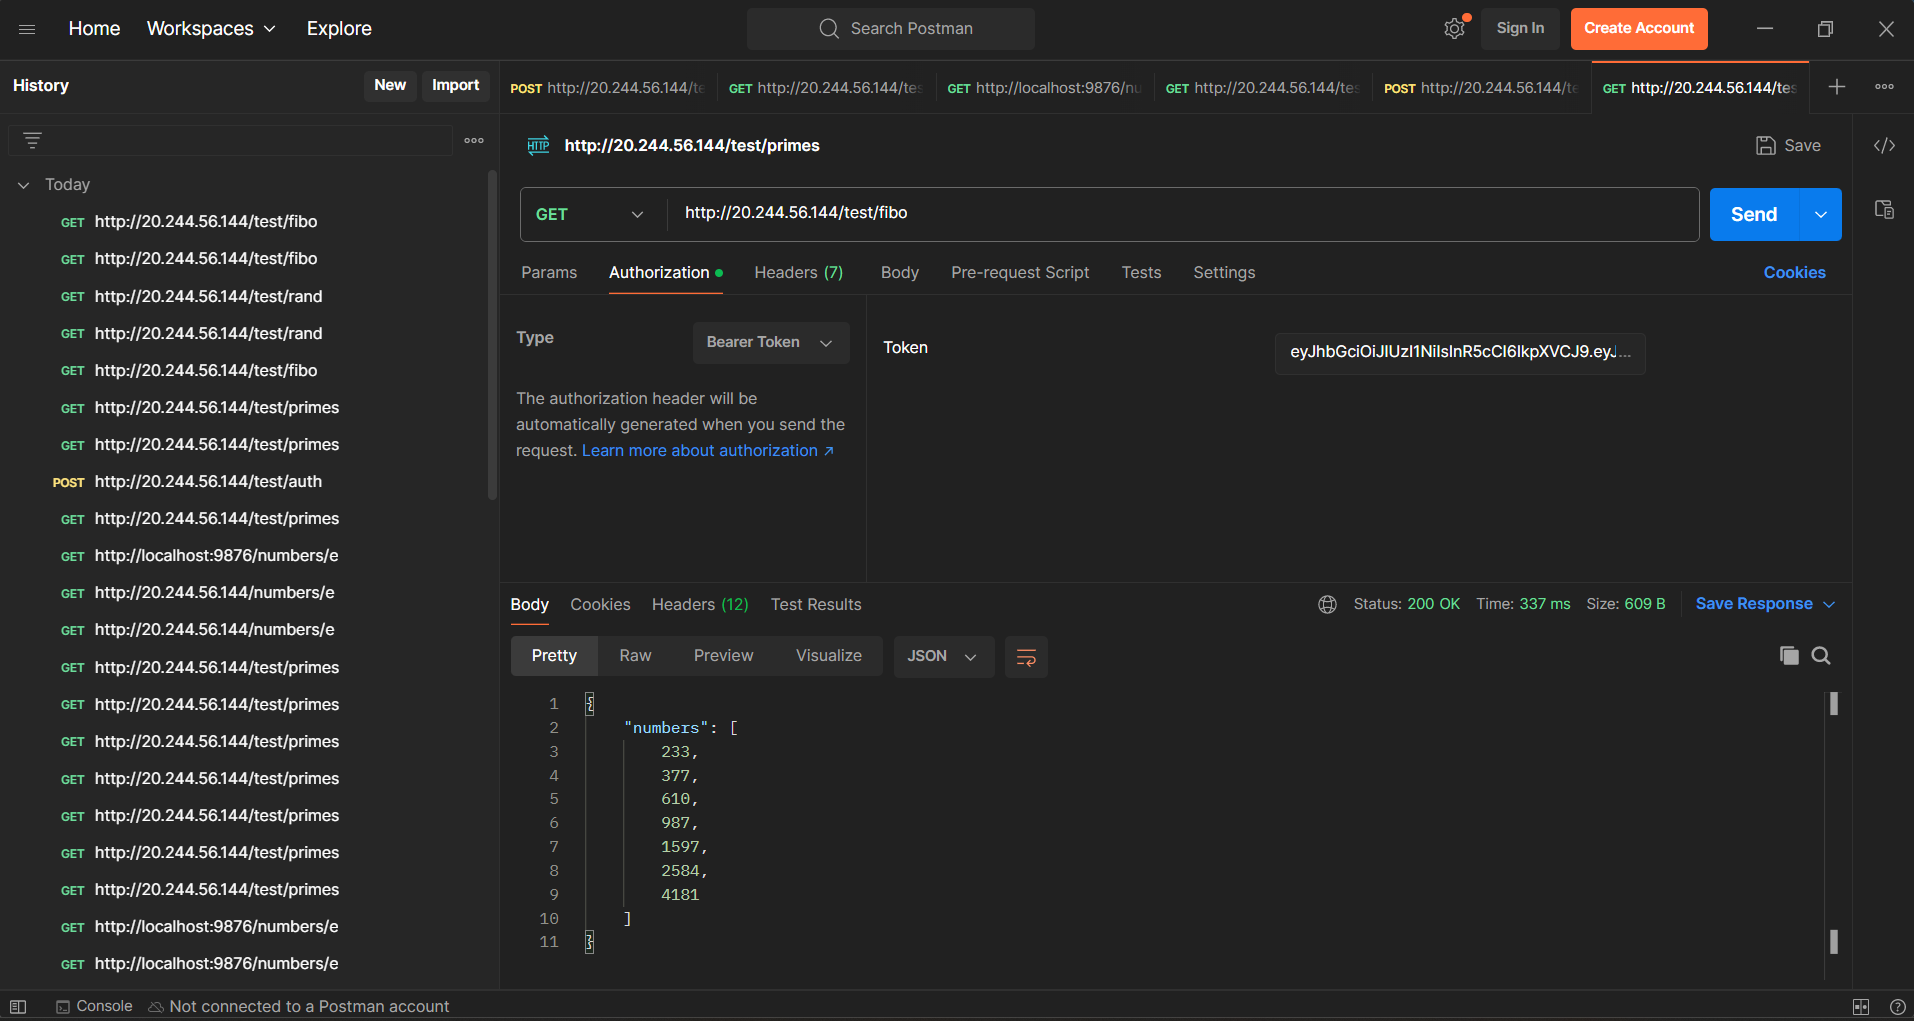 Home Workspaces Explore Search Postman Sign In Create Account
History New Import
POST http://20.244.56.144/te GET http://20.244.56.144/tes GET http://localhost:9876/nu GET http://20.244.56.144/tes POST http://20.244.56.144/te GET http://20.244.56.144/tes
HTTP http://20.244.56.144/test/primes Save
GET http://20.244.56.144/test/fibo Send
Params Authorization Headers (7) Body Pre-request Script Tests Settings Cookies
Type Bearer Token
The authorization header will be
automatically generated when you send the
request. Learn more about authorization
Token
Today
GET http://20.244.56.144/test/fibo
GET http://20.244.56.144/test/fibo
GET http://20.244.56.144/test/rand
GET http://20.244.56.144/test/rand
GET http://20.244.56.144/test/fibo
GET http://20.244.56.144/test/primes
GET http://20.244.56.144/test/primes
POST http://20.244.56.144/test/auth
GET http://20.244.56.144/test/primes
GET http://localhost:9876/numbers/e
GET http://20.244.56.144/numbers/e
GET http://20.244.56.144/numbers/e
GET http://20.244.56.144/test/primes
GET http://20.244.56.144/test/primes
GET http://20.244.56.144/test/primes
GET http://20.244.56.144/test/primes
GET http://20.244.56.144/test/primes
GET http://20.244.56.144/test/primes
GET http://20.244.56.144/test/primes
GET http://localhost:9876/numbers/e
GET http://localhost:9876/numbers/e
Body Cookies Headers (12) Test Results Status: 200 OK Time: 337 ms Size: 609 B Save Response
Pretty Raw Preview Visualize JSON
1 {
2 "numbers": [
3 233,
4 377,
5 610,
6 987,
7 1597,
8 2584,
9 4181
10 ]
11 }
Console Not connected to a Postman account